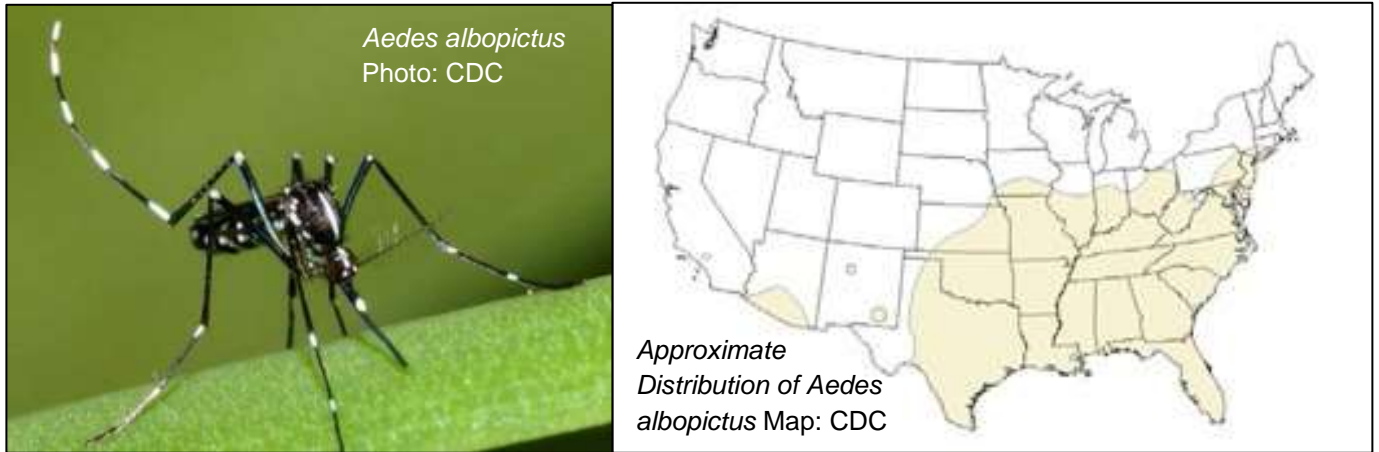 Aedes albopictus
Photo: CDC
Approximate
Distribution of Aedes
albopictus Map: CDC